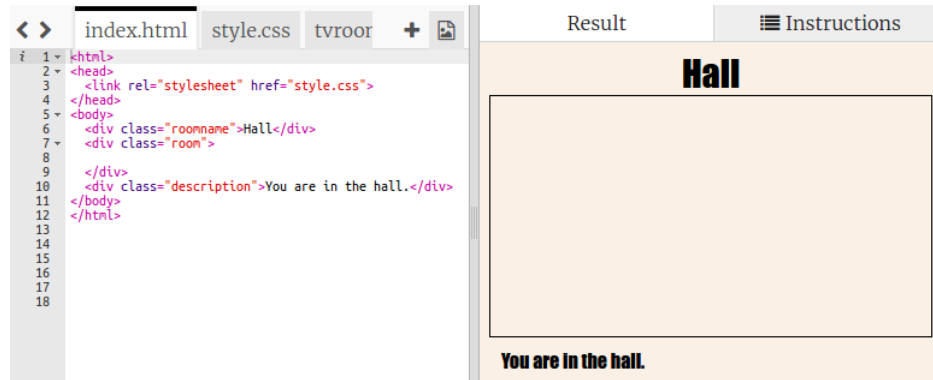 index.html style.css tvroor
i 1 <html>
2 <head>
3 <link rel="stylesheet" href="style.css">
4 </head>
5 <body>
6 <div class="roomname">Hall</div>
7 <div class="room">
8
9 </div>
10 <div class="description">You are in the hall.</div>
11 </body>
12 </html>
13
14
15
16
17
18
Result Instructions
Hall
You are in the hall.